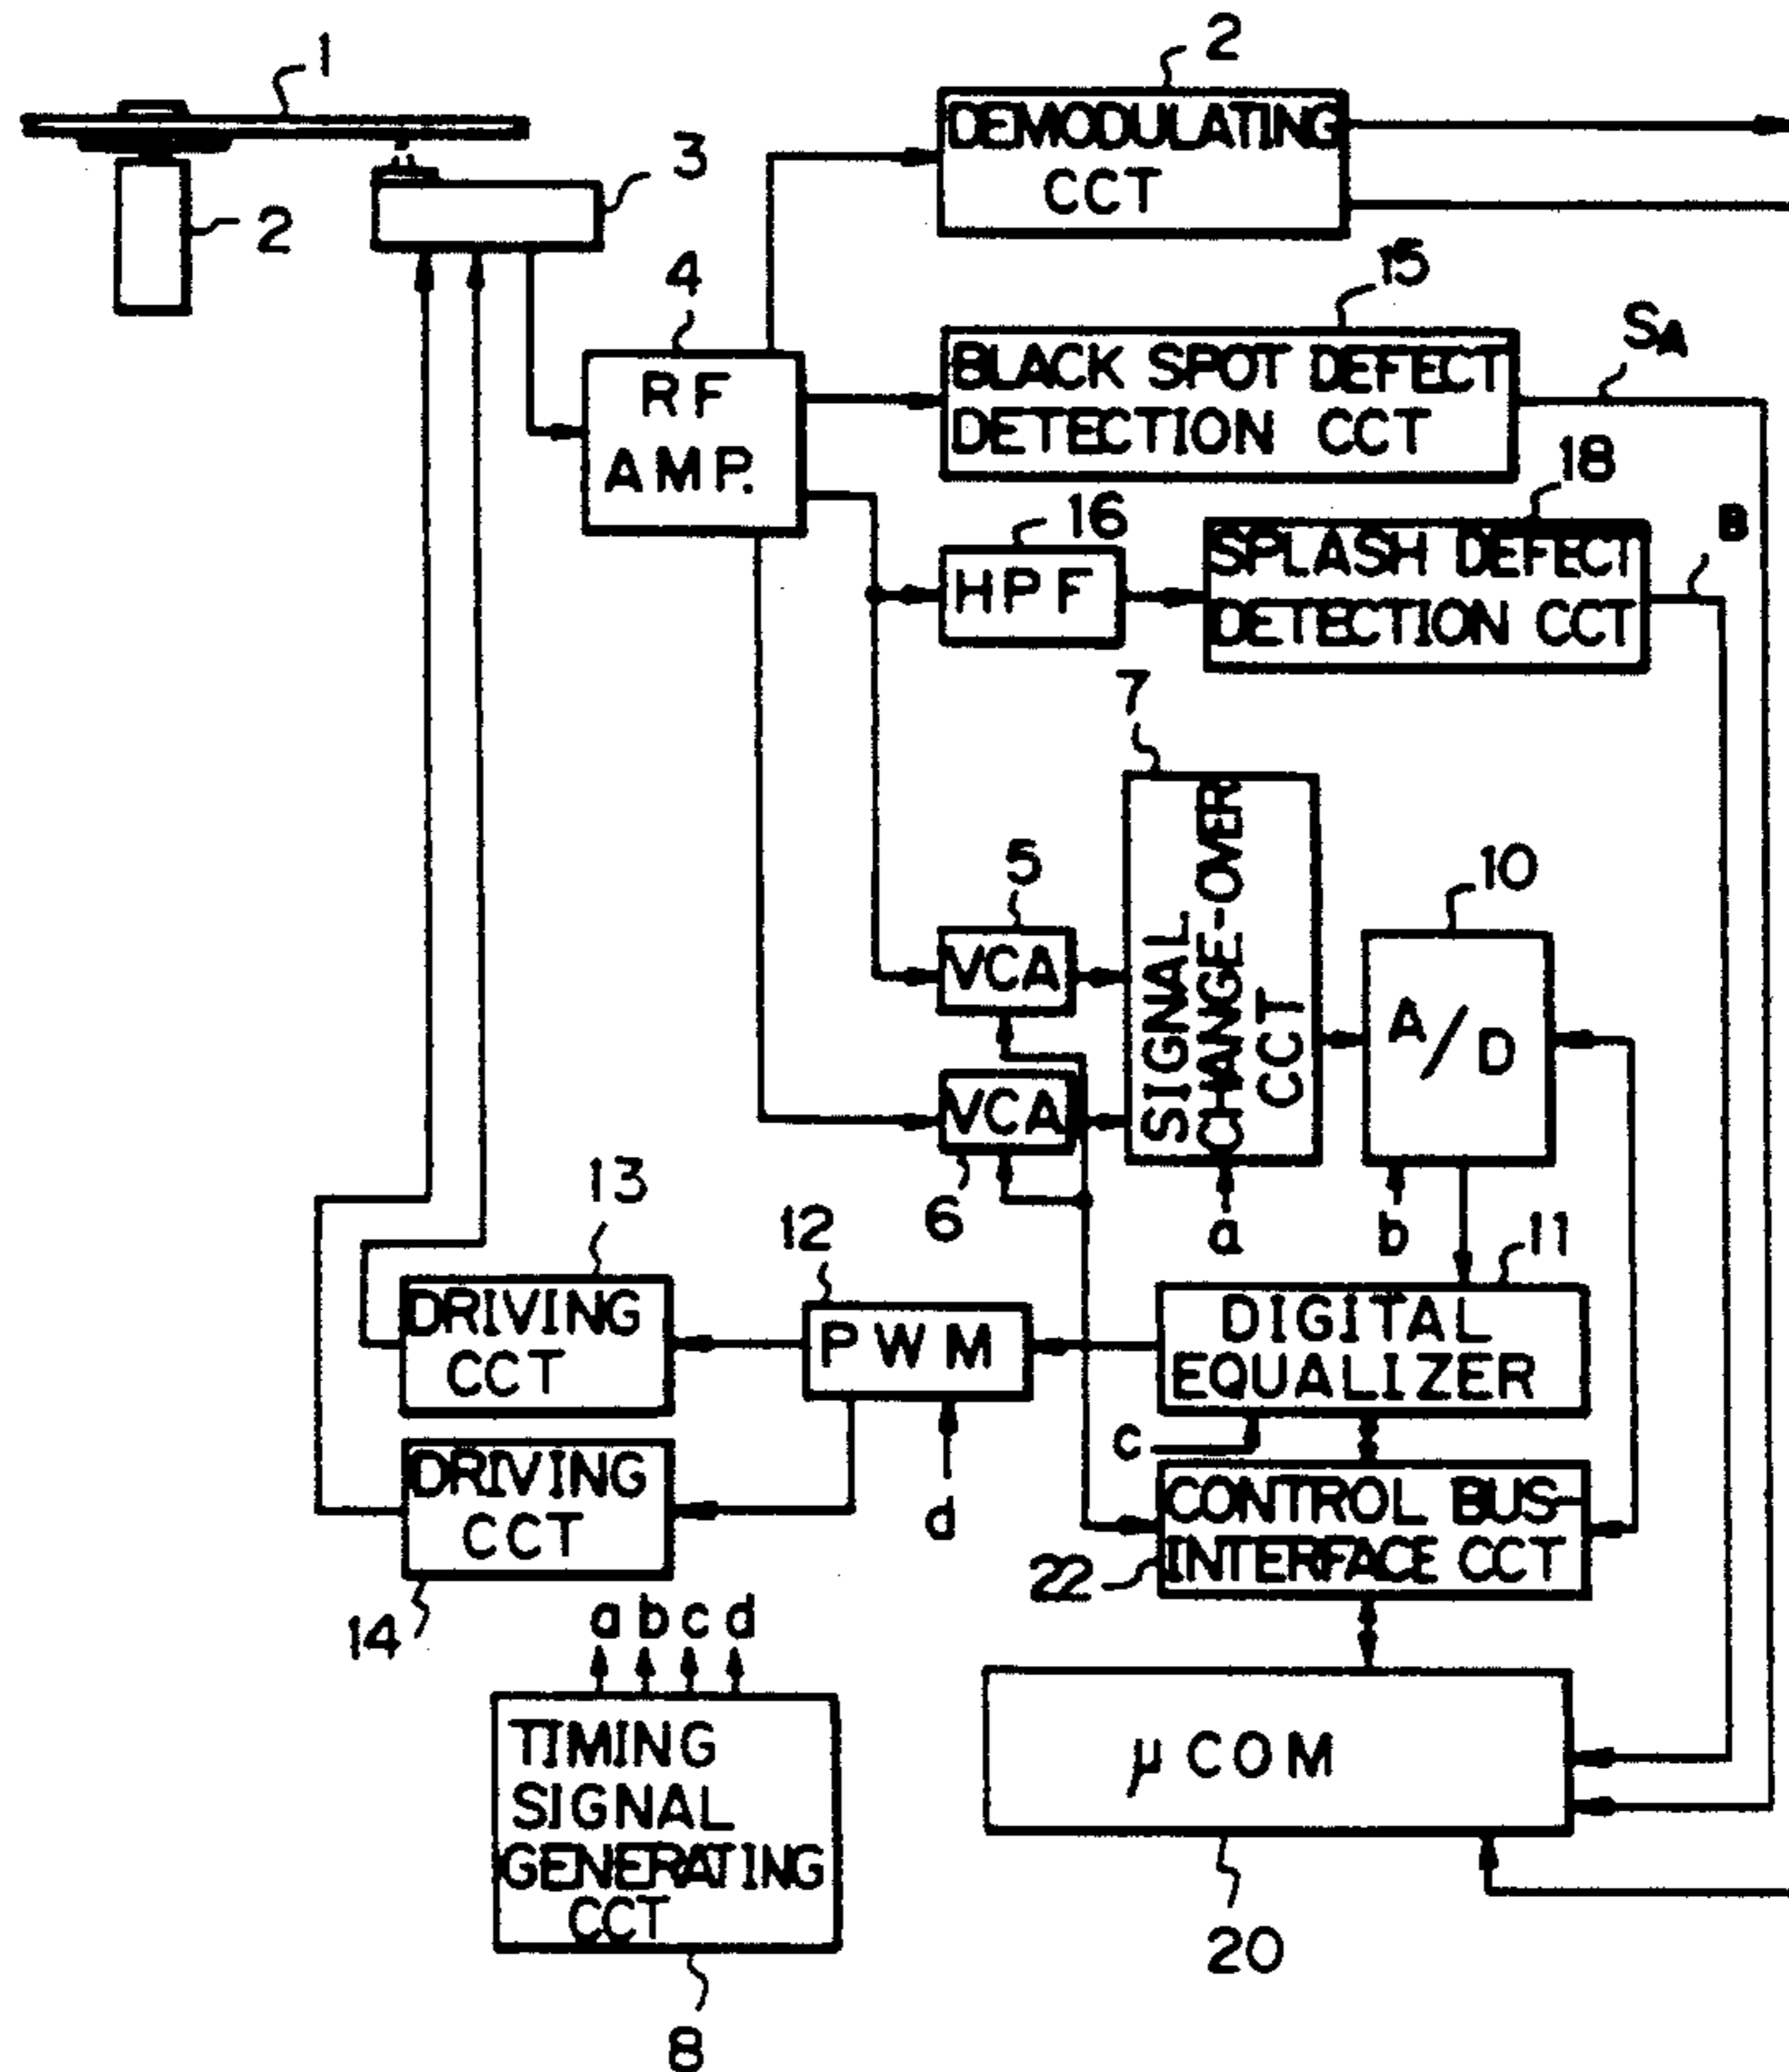 1
2
2
3
DEMODULATING
CCT
4
RF
AMP.
15
BLACK SPOT DEFECT
DETECTION CCT
SA
16
HPF
18
SPLASH DEFECT
DETECTION CCT
B
7
SIGNAL
CHANGE-OVER
CCT
5
VCA
VCA
6
10
A/D
a
b
13
DRIVING
CCT
12
PWM
d
11
DIGITAL
EQUALIZER
c
DRIVING
CCT
14
22
CONTROL BUS
INTERFACE CCT
a b c d
TIMING
SIGNAL
GENERATING
CCT
8
μCOM
20